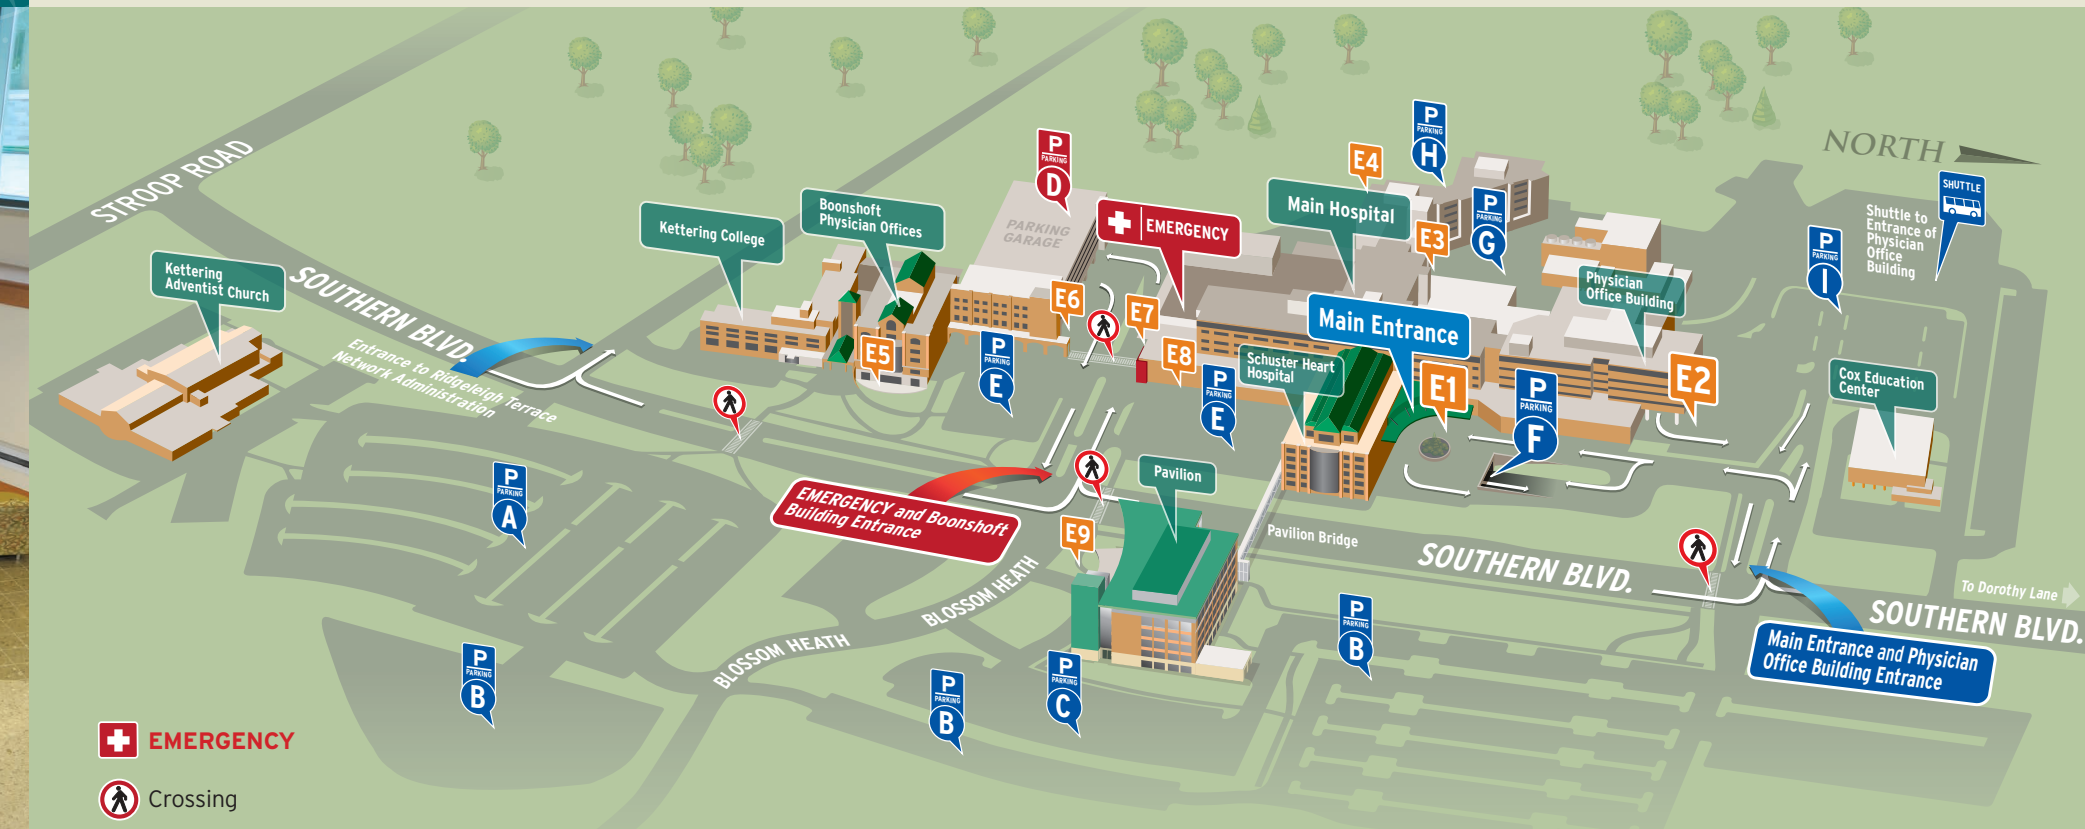 STROOP ROAD
NORTH
SHUTTLE
Shuttle to
Entrance of
Physician
Office
Building
P
PARKING
H
E4
P
PARKING
D
PARKING
GARAGE
EMERGENCY
Main Hospital
E3
P
PARKING
G
P
PARKING
I
Kettering College
Boonshoft
Physician Offices
Kettering
Adventist Church
SOUTHERN BLVD.
Entrance to Ridgeleigh Terrace
Network Administration
E5
E6
E7
E8
P
PARKING
E
P
PARKING
E
Main Entrance
Physician
Office Building
Schuster Heart
Hospital
E1
P
PARKING
F
E2
Cox Education
Center
P
PARKING
A
EMERGENCY and Boonshoft
Building Entrance
Pavilion
E9
Pavilion Bridge
SOUTHERN BLVD.
To Dorothy Lane
SOUTHERN BLVD.
Main Entrance and Physician
Office Building Entrance
BLOSSOM HEATH
BLOSSOM HEATH
P
PARKING
B
P
PARKING
B
P
PARKING
C
P
PARKING
B
EMERGENCY
Crossing